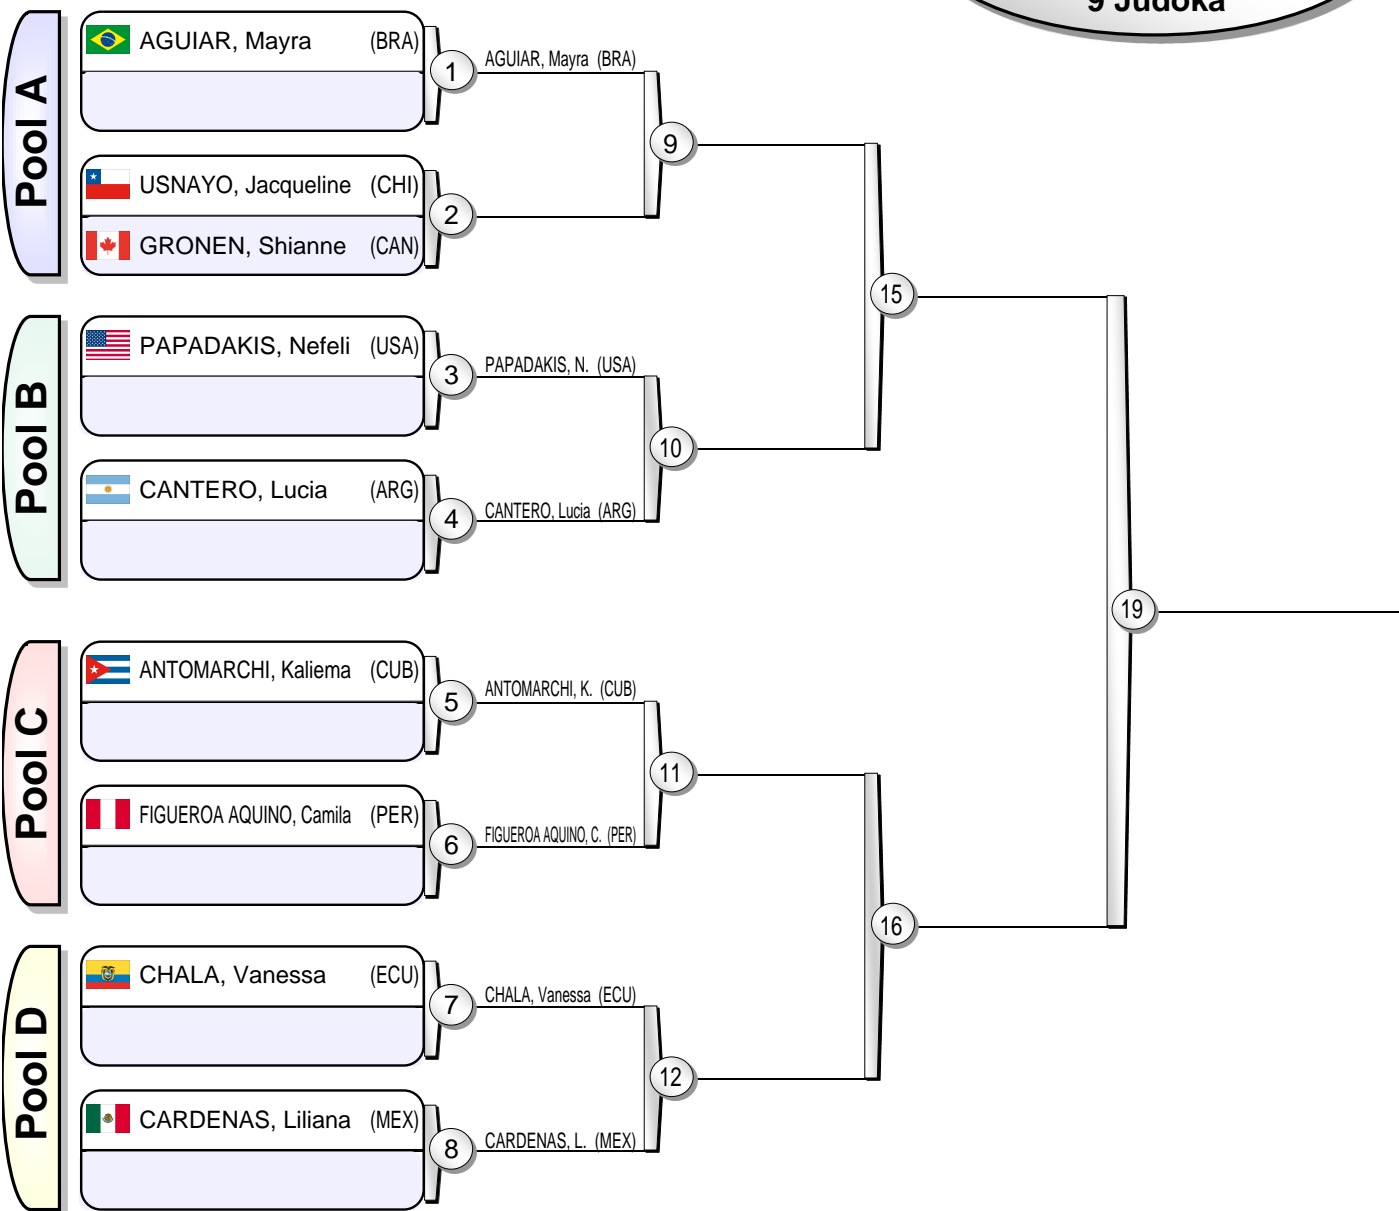 9 Judoka
Pool A
AGUIAR, Mayra (BRA)
1
AGUIAR, Mayra (BRA)
9
USNAYO, Jacqueline (CHI)
2
GRONEN, Shianne (CAN)
15
Pool B
PAPADAKIS, Nefeli (USA)
3
PAPADAKIS, N. (USA)
10
CANTERO, Lucia (ARG)
4
CANTERO, Lucia (ARG)
19
Pool C
ANTOMARCHI, Kaliema (CUB)
5
ANTOMARCHI, K. (CUB)
11
FIGUEROA AQUINO, Camila (PER)
6
FIGUEROA AQUINO, C. (PER)
16
Pool D
CHALA, Vanessa (ECU)
7
CHALA, Vanessa (ECU)
12
CARDENAS, Liliana (MEX)
8
CARDENAS, L. (MEX)